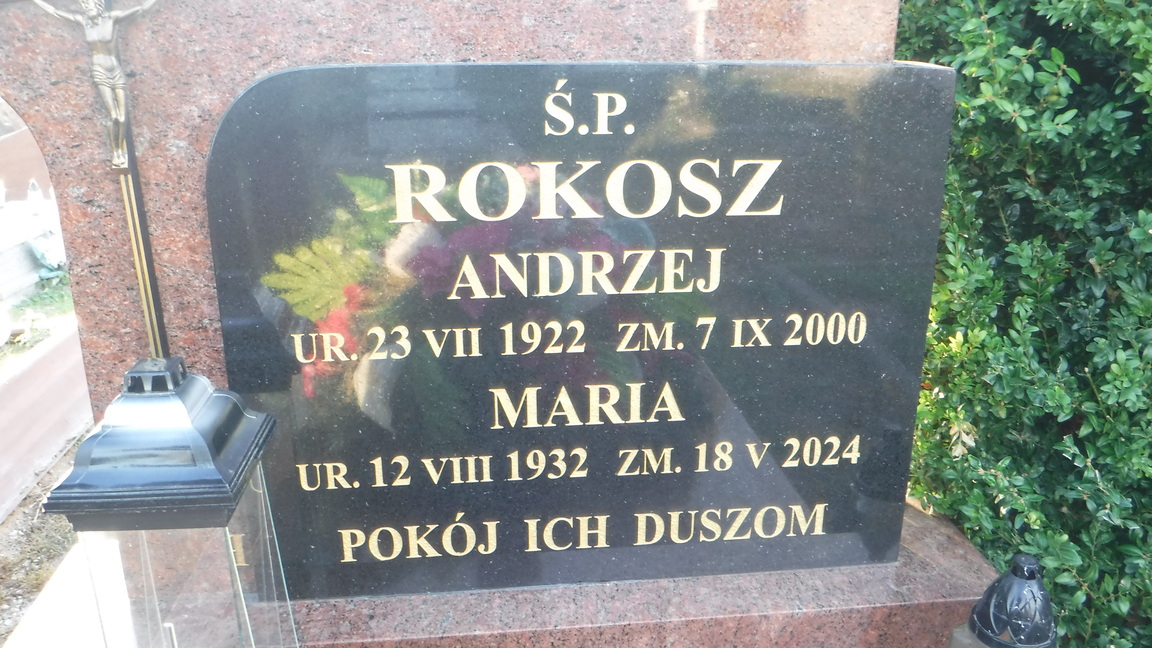 Ś.P.
ROKOSZ
ANDRZEJ
UR. 23 VII 1922 ZM. 7 IX 2000
MARIA
UR. 12 VIII 1932 ZM. 18 V 2024
POKÓJ ICH DUSZOM